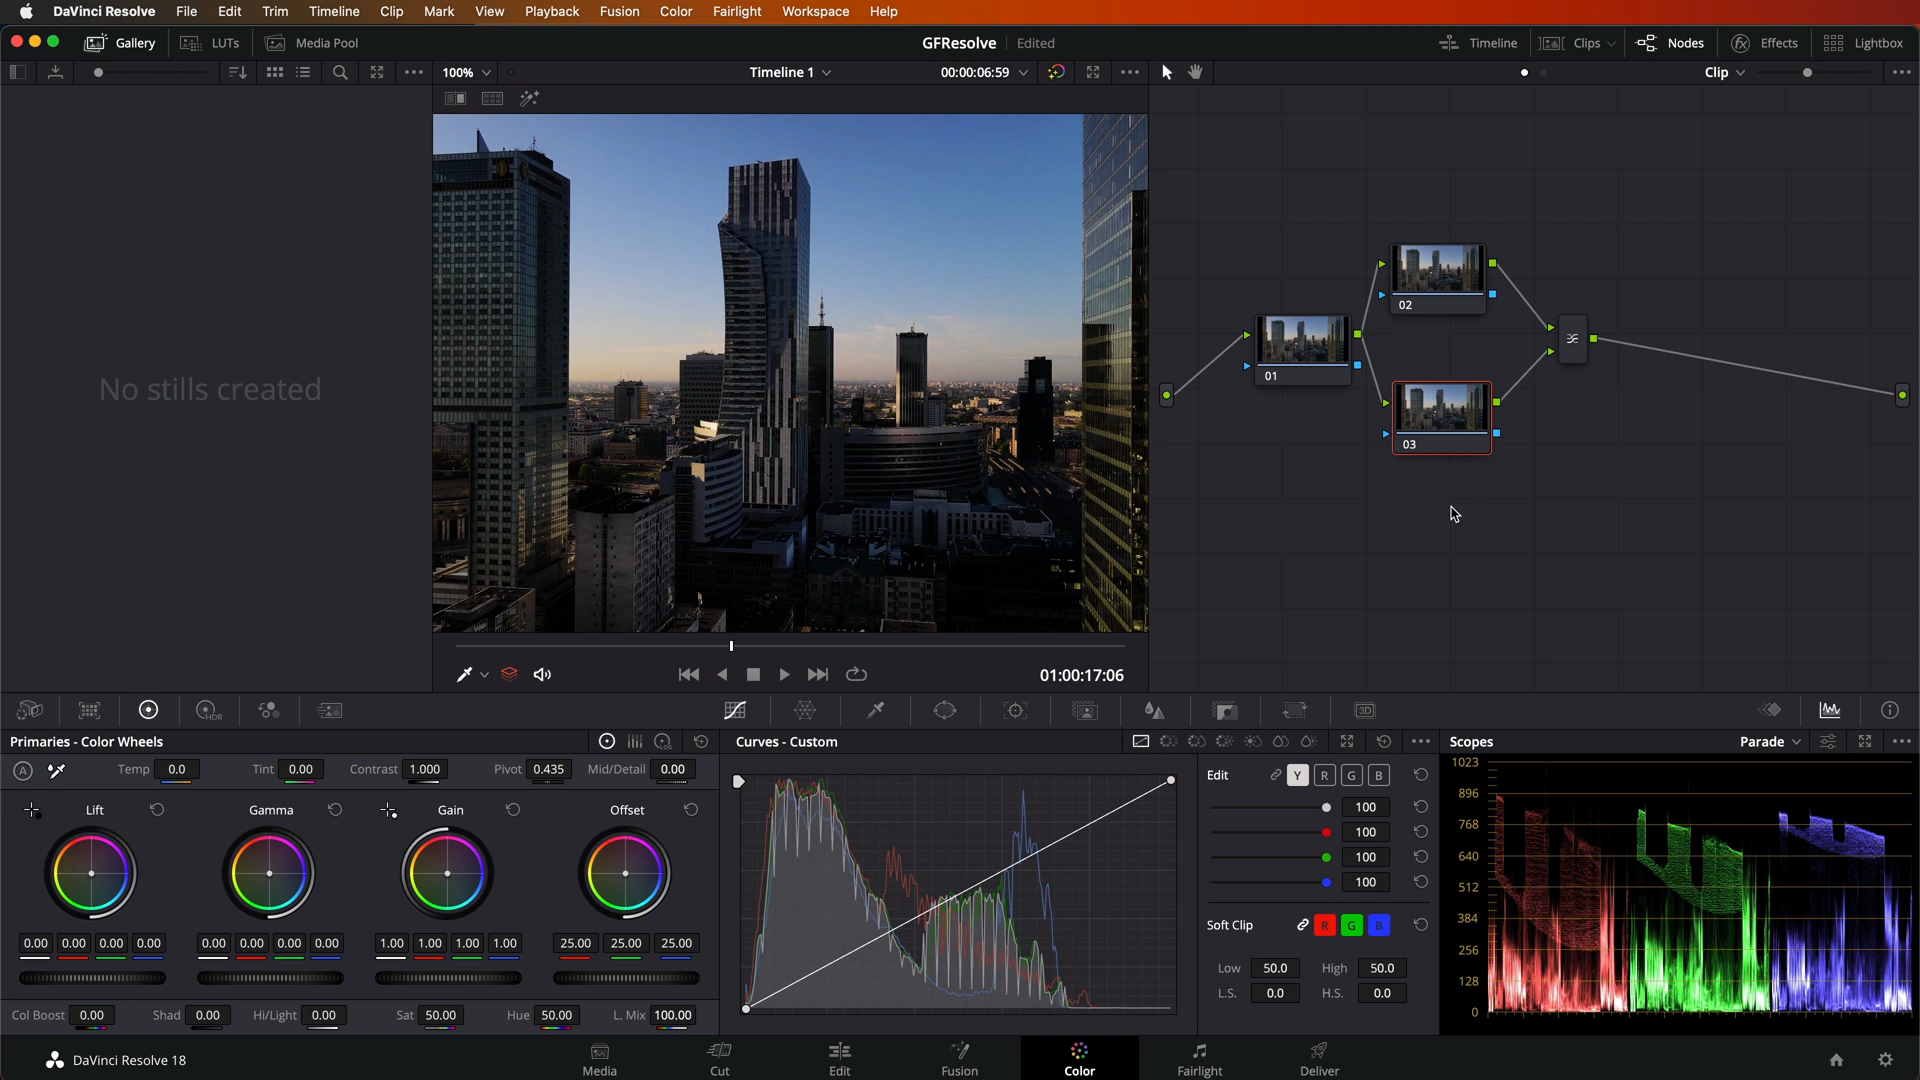 DaVinci Resolve File Edit Trim Timeline Clip Mark View Playback Fusion Color Fairlight Workspace Help
Gallery LUTs Media Pool GFResolve Edited Timeline Clips Nodes Effects Lightbox
100% Timeline 1 00:00:06:59 Clip
No stills created
02
01
03
01:00:17:06
HDR 3D
Primaries - Color Wheels LOG Curves - Custom Scopes Parade
A Temp 0.0 Tint 0.00 Contrast 1.000 Pivot 0.435 Mid/Detail 0.00 Edit Y R G B
1023
896
768
640
512
384
256
128
0
Lift Gamma Gain Offset
100
100
100
100
0.00 0.00 0.00 0.00 0.00 0.00 0.00 0.00 1.00 1.00 1.00 1.00 25.00 25.00 25.00
Soft Clip R G B
Low 50.0 High 50.0
L.S. 0.0 H.S. 0.0
Col Boost 0.00 Shad 0.00 Hi/Light 0.00 Sat 50.00 Hue 50.00 L. Mix 100.00
DaVinci Resolve 18 Media Cut Edit Fusion Color Fairlight Deliver